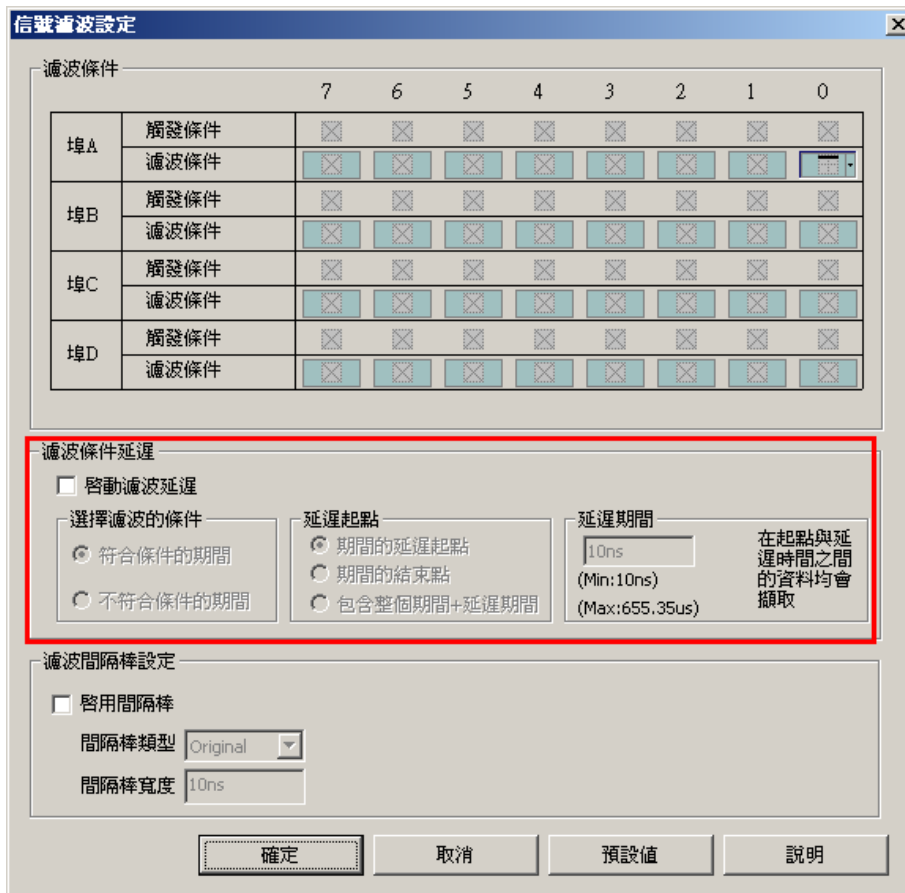 信號濾波設定
濾波條件
7 6 5 4 3 2 1 0
埠A
觸發條件
濾波條件
埠B
觸發條件
濾波條件
埠C
觸發條件
濾波條件
埠D
觸發條件
濾波條件
濾波條件延遲
啓動濾波延遲
選擇濾波的條件
符合條件的期間
不符合條件的期間
延遲起點
期間的延遲起點
期間的結束點
包含整個期間+延遲期間
延遲期間
10ns
(Min:10ns)
(Max:655.35us)
在起點與延
遲時間之間
的資料均會
擷取
濾波間隔棒設定
啓用間隔棒
間隔棒類型 Original
間隔棒寬度 10ns
確定 取消 預設值 說明